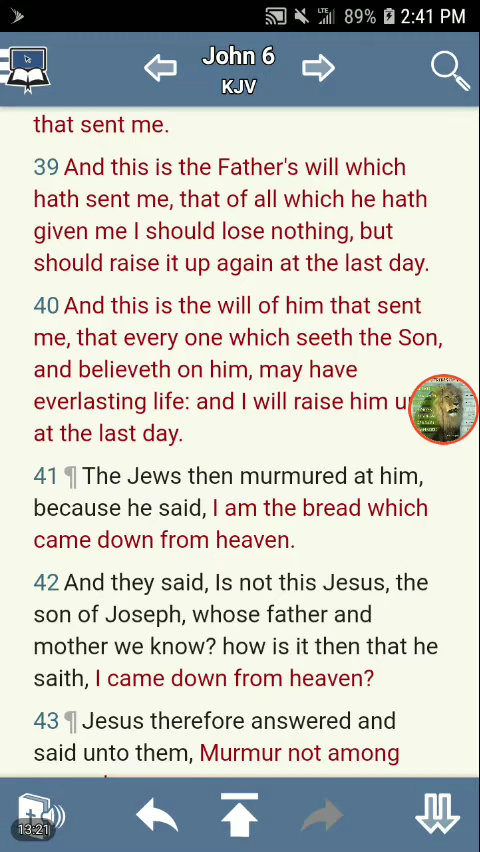 LTE 89% 2:41 PM
John 6
KJV
that sent me.
39 And this is the Father's will which
hath sent me, that of all which he hath
given me I should lose nothing, but
should raise it up again at the last day.
40 And this is the will of him that sent
me, that every one which seeth the Son,
and believeth on him, may have
everlasting life: and I will raise him
at the last day.
41 ¶ The Jews then murmured at him,
because he said, I am the bread which
came down from heaven.
42 And they said, Is not this Jesus, the
son of Joseph, whose father and
mother we know? how is it then that he
saith, I came down from heaven?
43 ¶ Jesus therefore answered and
said unto them, Murmur not among
13:21